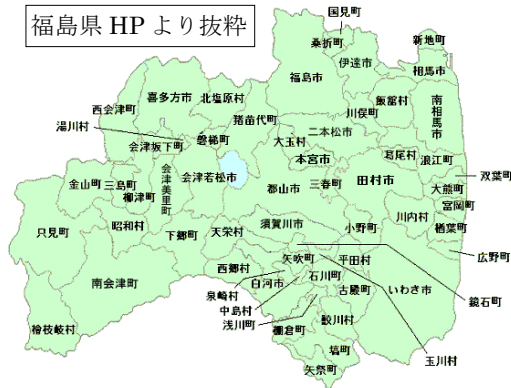 福島県 HP より抜粋
国見町
桑折町
新地町
伊達市
相馬市
福島市
喜多方市
北塩原村
西会津町
飯舘村
南相馬市
猪苗代町
川俣町
湯川村
二本松市
磐梯町
大玉村
会津坂下町
本宮市
葛尾村
浪江町
双葉町
会津美里町
会津若松市
金山町
三島町
郡山市
三春町
田村市
大熊町
柳津町
富岡町
川内村
昭和村
須賀川市
楢葉町
只見町
下郷町
天栄村
小野町
広野町
矢吹町
平田村
西郷村
石川町
南会津町
白河市
古殿町
いわき市
泉崎村
鏡石町
中島村
浅川町
鮫川村
檜枝岐村
棚倉町
塙町
玉川村
矢祭町